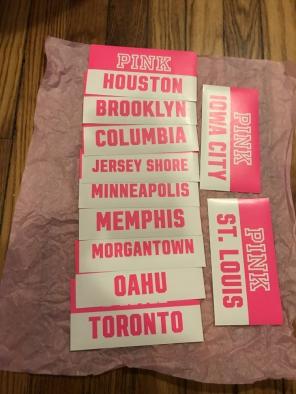 PINK
HOUSTON
BROOKLYN
COLUMBIA
JERSEY SHORE
MINNEAPOLIS
MEMPHIS
MORGANTOWN
OAHU
TORONTO
PINK
IOWA CITY
PINK
ST. LOUIS